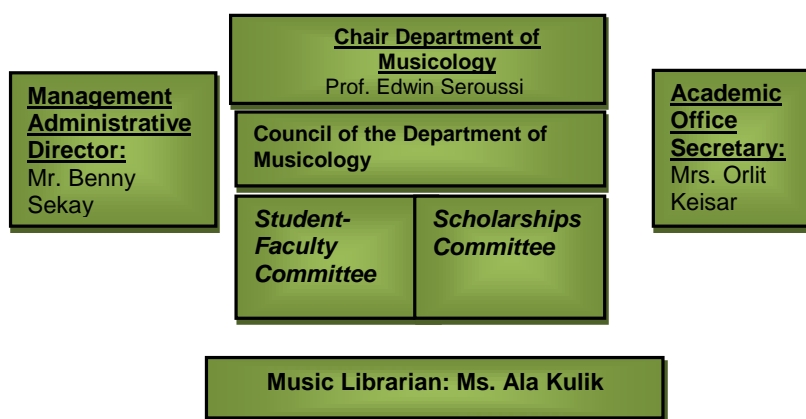 Chair Department of
Musicology
Prof. Edwin Seroussi
Management
Administrative
Director:
Mr. Benny
Sekay
Council of the Department of
Musicology
Academic
Office
Secretary:
Mrs. Orlit
Keisar
Student-
Faculty
Committee
Scholarships
Committee
Music Librarian: Ms. Ala Kulik